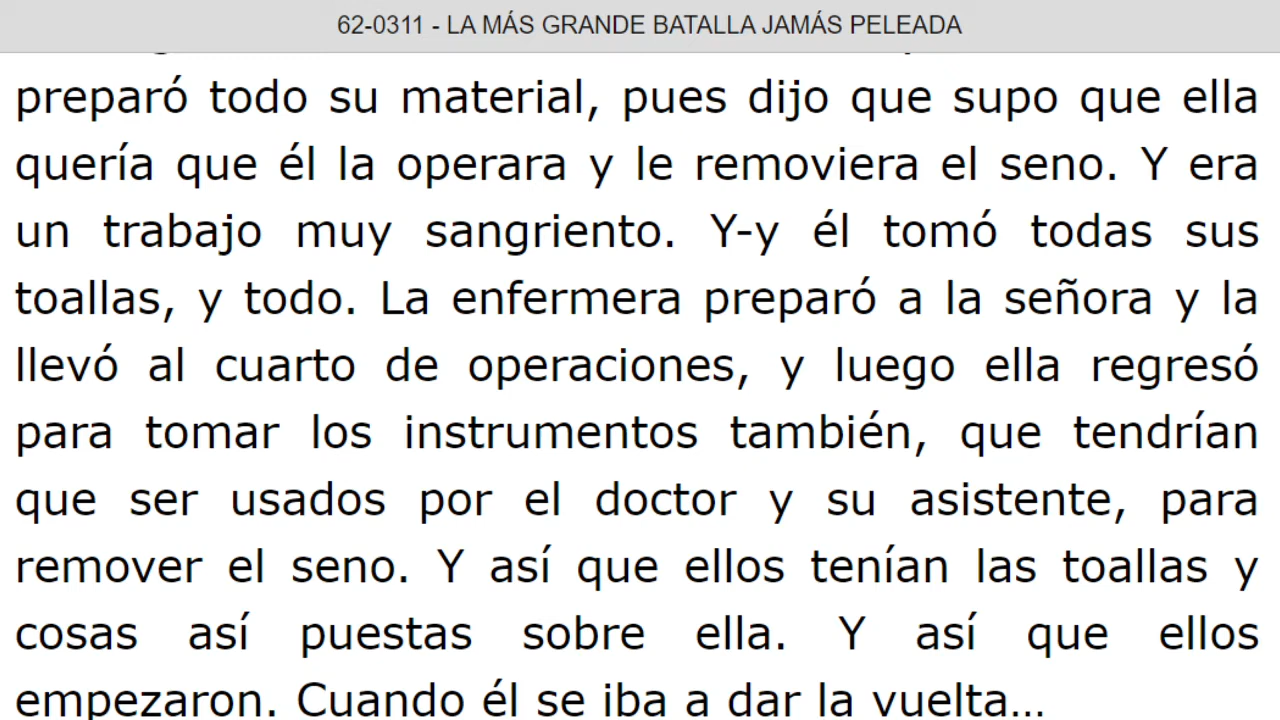 62-0311 - LA MÁS GRANDE BATALLA JAMÁS PELEADA
preparó todo su material, pues dijo que supo que ella
quería que él la operara y le removiera el seno. Y era
un trabajo muy sangriento. Y-y él tomó todas sus
toallas, y todo. La enfermera preparó a la señora y la
llevó al cuarto de operaciones, y luego ella regresó
para tomar los instrumentos también, que tendrían
que ser usados por el doctor y su asistente, para
remover el seno. Y así que ellos tenían las toallas y
cosas así puestas sobre ella. Y así que ellos
empezaron. Cuando él se iba a dar la vuelta…